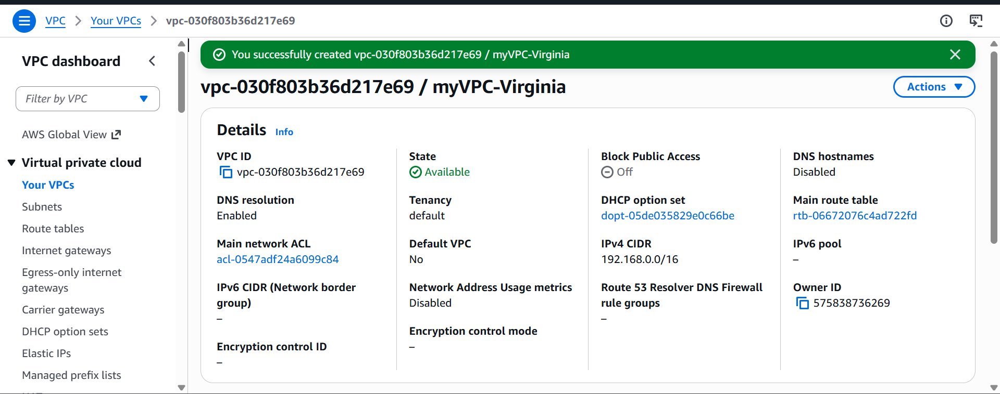 VPC
Your VPCs
vpc-030f803b36d217e69
VPC dashboard
Filter by VPC
AWS Global View
Virtual private cloud
Your VPCs
Subnets
Route tables
Internet gateways
Egress-only internet
gateways
Carrier gateways
DHCP option sets
Elastic IPs
Managed prefix lists
You successfully created vpc-030f803b36d217e69 / myVPC-Virginia
vpc-030f803b36d217e69 / myVPC-Virginia
Actions
Details Info
VPC ID
vpc-030f803b36d217e69
State
Available
Block Public Access
Off
DNS hostnames
Disabled
DNS resolution
Enabled
Tenancy
default
DHCP option set
dopt-05de035829e0c66be
Main route table
rtb-06672076c4ad722fd
Main network ACL
acl-0547adf24a6099c84
Default VPC
No
IPv4 CIDR
192.168.0.0/16
IPv6 pool
–
IPv6 CIDR (Network border
group)
–
Network Address Usage metrics
Disabled
Route 53 Resolver DNS Firewall
rule groups
–
Owner ID
575838736269
Encryption control ID
–
Encryption control mode
–